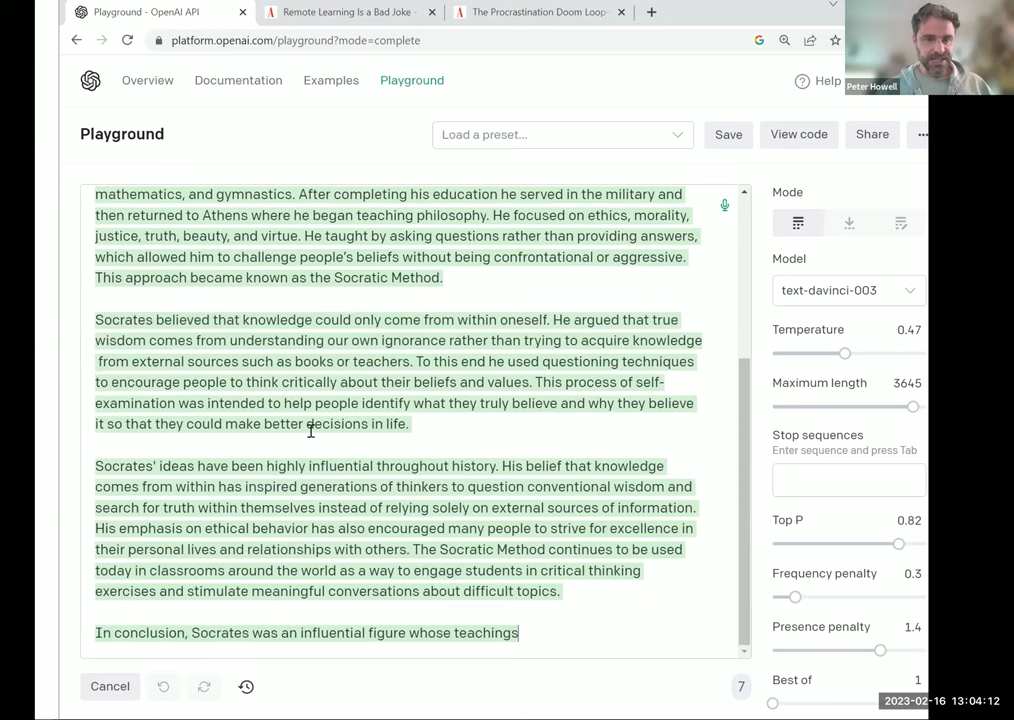 Playground - OpenAI API
Remote Learning Is a Bad Joke -
The Procrastination Doom Loop–
platform.openai.com/playground?mode=complete
Peter Howell
Overview
Documentation
Examples
Playground
Help
Playground
Load a preset...
Save
View code
Share
mathematics, and gymnastics. After completing his education he served in the military and
then returned to Athens where he began teaching philosophy. He focused on ethics, morality,
justice, truth, beauty, and virtue. He taught by asking questions rather than providing answers,
which allowed him to challenge people's beliefs without being confrontational or aggressive.
This approach became known as the Socratic Method.
Socrates believed that knowledge could only come from within oneself. He argued that true
wisdom comes from understanding our own ignorance rather than trying to acquire knowledge
from external sources such as books or teachers. To this end he used questioning techniques
to encourage people to think critically about their beliefs and values. This process of self-
examination was intended to help people identify what they truly believe and why they believe
it so that they could make better decisions in life.
Socrates' ideas have been highly influential throughout history. His belief that knowledge
comes from within has inspired generations of thinkers to question conventional wisdom and
search for truth within themselves instead of relying solely on external sources of information.
His emphasis on ethical behavior has also encouraged many people to strive for excellence in
their personal lives and relationships with others. The Socratic Method continues to be used
today in classrooms around the world as a way to engage students in critical thinking
exercises and stimulate meaningful conversations about difficult topics.
In conclusion, Socrates was an influential figure whose teachings
Mode
Model
text-davinci-003
Temperature 0.47
Maximum length 3645
Stop sequences
Enter sequence and press Tab
Top P 0.82
Frequency penalty 0.3
Presence penalty 1.4
Best of 1
Cancel
7
2023-02-16 13:04:12